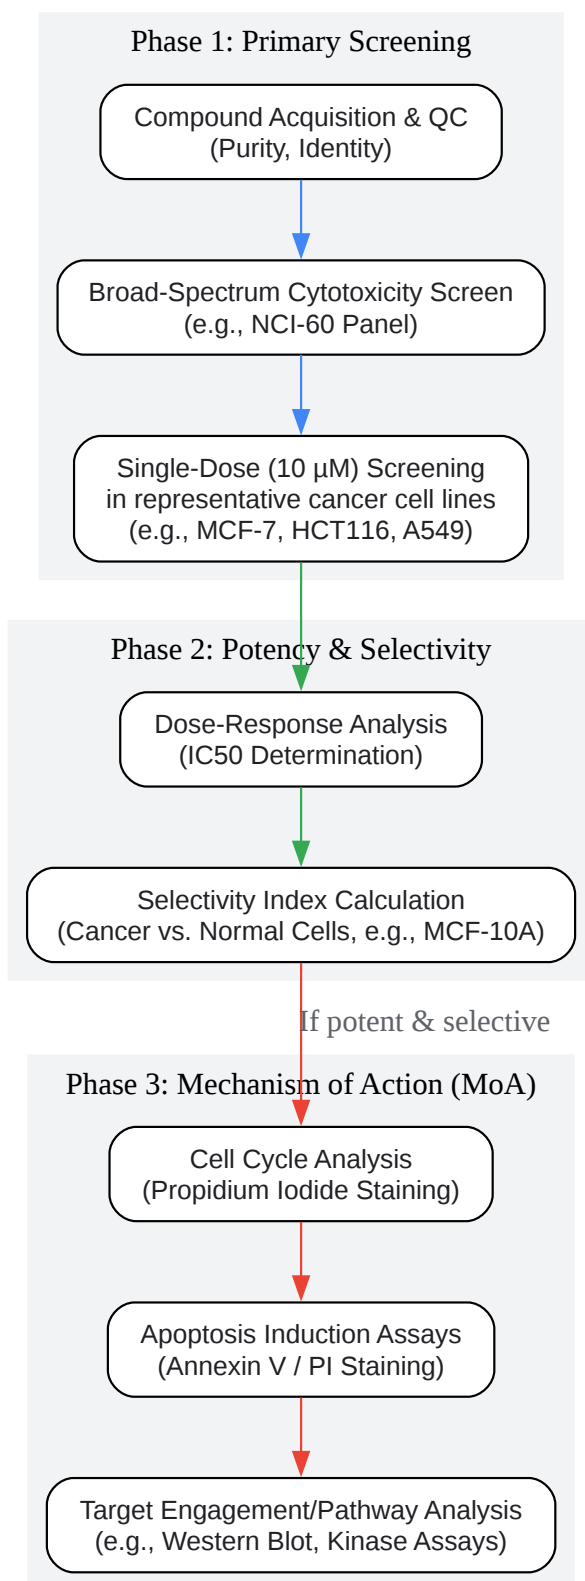 Phase 1: Primary Screening
Compound Acquisition & QC
(Purity, Identity)
Broad-Spectrum Cytotoxicity Screen
(e.g., NCI-60 Panel)
Single-Dose (10 µM) Screening
in representative cancer cell lines
(e.g., MCF-7, HCT116, A549)
Phase 2: Potency & Selectivity
Dose-Response Analysis
(IC50 Determination)
Selectivity Index Calculation
(Cancer vs. Normal Cells, e.g., MCF-10A)
If potent & selective
Phase 3: Mechanism of Action (MoA)
Cell Cycle Analysis
(Propidium Iodide Staining)
Apoptosis Induction Assays
(Annexin V / PI Staining)
Target Engagement/Pathway Analysis
(e.g., Western Blot, Kinase Assays)